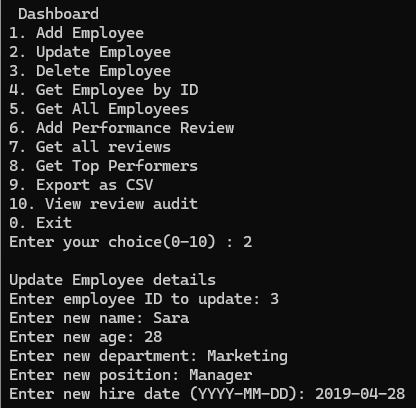 Dashboard
1. Add Employee
2. Update Employee
3. Delete Employee
4. Get Employee by ID
5. Get All Employees
6. Add Performance Review
7. Get all reviews
8. Get Top Performers
9. Export as CSV
10. View review audit
0. Exit
Enter your choice(0-10) : 2
Update Employee details
Enter employee ID to update: 3
Enter new name: Sara
Enter new age: 28
Enter new department: Marketing
Enter new position: Manager
Enter new hire date (YYYY-MM-DD): 2019-04-28